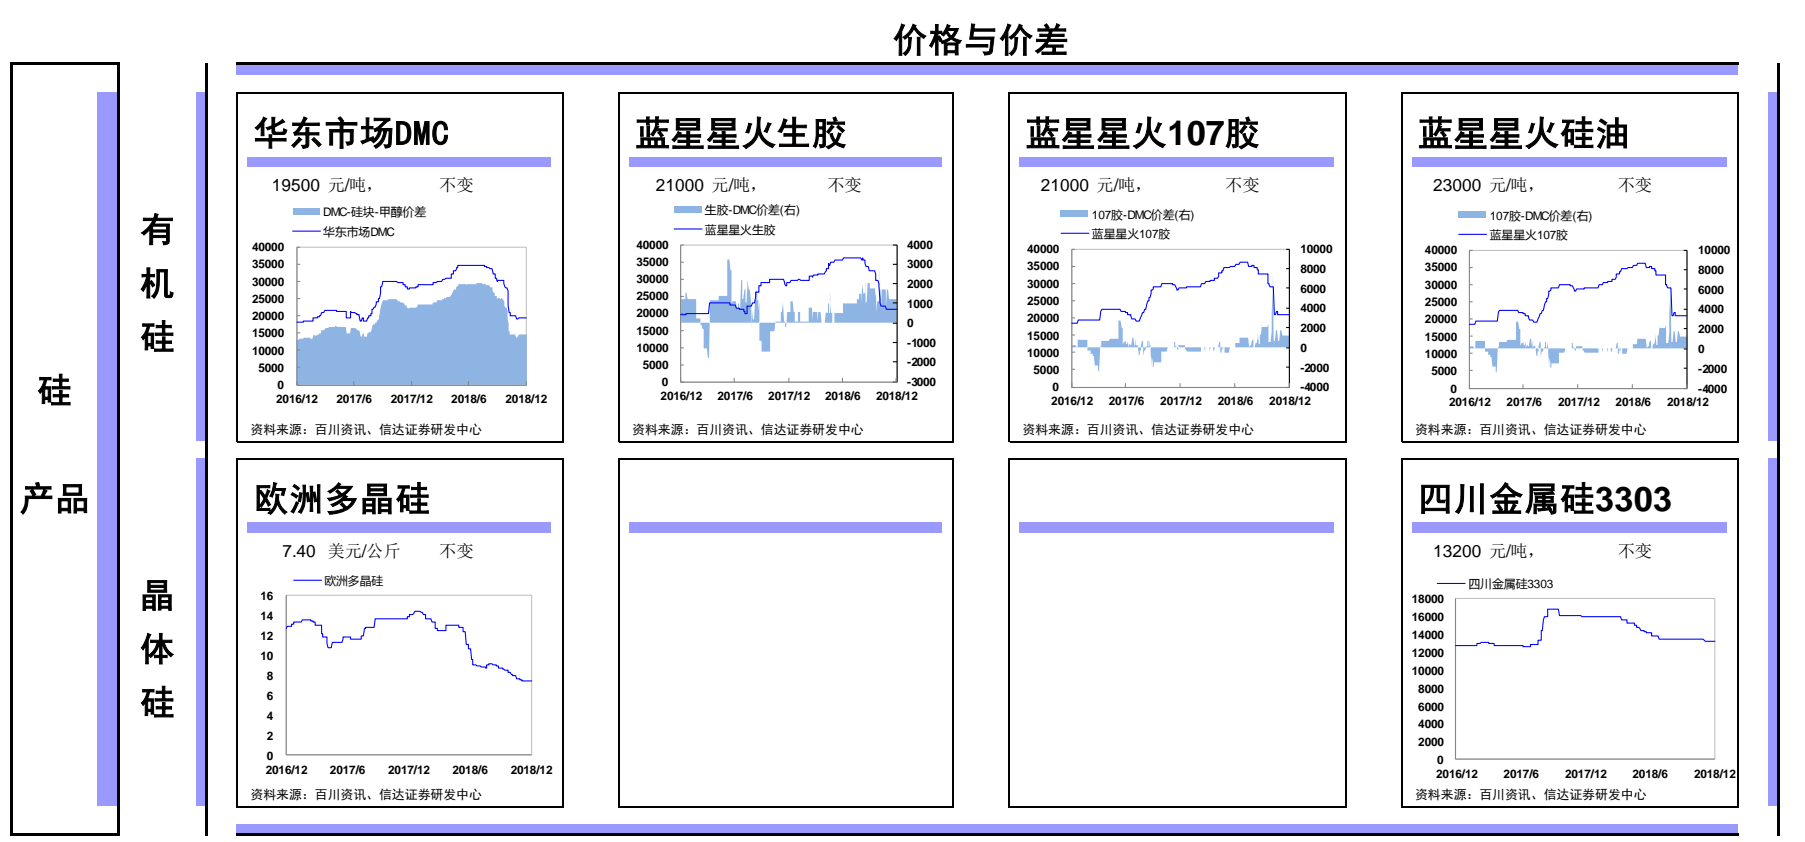 价格与价差
硅
产品
有
机
硅
华东市场DMC
19500 元/吨， 不变
DMC-硅块-甲醇价差
华东市场DMC
40000
35000
30000
25000
20000
15000
10000
5000
0
2016/12 2017/6 2017/12 2018/6 2018/12
资料来源：百川资讯、信达证券研发中心
蓝星星火生胶
21000 元/吨， 不变
生胶-DMC价差(右)
蓝星星火生胶
40000
35000
30000
25000
20000
15000
10000
5000
0
4000
3000
2000
1000
0
-1000
-2000
-3000
2016/12 2017/6 2017/12 2018/6 2018/12
资料来源：百川资讯、信达证券研发中心
蓝星星火107胶
21000 元/吨， 不变
107胶-DMC价差(右)
蓝星星火107胶
40000
35000
30000
25000
20000
15000
10000
5000
0
10000
8000
6000
4000
2000
0
-2000
-4000
2016/12 2017/6 2017/12 2018/6 2018/12
资料来源：百川资讯、信达证券研发中心
蓝星星火硅油
23000 元/吨， 不变
107胶-DMC价差(右)
蓝星星火107胶
40000
35000
30000
25000
20000
15000
10000
5000
0
10000
8000
6000
4000
2000
0
-2000
-4000
2016/12 2017/6 2017/12 2018/6 2018/12
资料来源：百川资讯、信达证券研发中心
晶
体
硅
欧洲多晶硅
7.40 美元/公斤 不变
欧洲多晶硅
16
14
12
10
8
6
4
2
0
2016/12 2017/6 2017/12 2018/6 2018/12
资料来源：百川资讯、信达证券研发中心
四川金属硅3303
13200 元/吨， 不变
四川金属硅3303
18000
16000
14000
12000
10000
8000
6000
4000
2000
0
2016/12 2017/6 2017/12 2018/6 2018/12
资料来源：百川资讯、信达证券研发中心